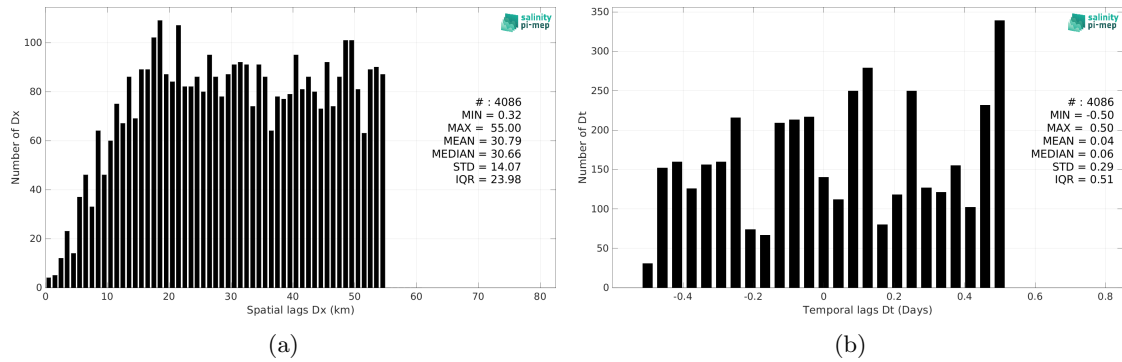 salinity
pi-mep
100
80
60
40
20
0
Number of Dx
# : 4086
MIN = 0.32
MAX = 55.00
MEAN = 30.79
MEDIAN = 30.66
STD = 14.07
IQR = 23.98
0 10 20 30 40 50 60 70 80
Spatial lags Dx (km)
(a)
salinity
pi-mep
350
300
250
200
150
100
50
0
Number of Dt
# : 4086
MIN = -0.50
MAX = 0.50
MEAN = 0.04
MEDIAN = 0.06
STD = 0.29
IQR = 0.51
-0.4 -0.2 0 0.2 0.4 0.6 0.8
Temporal lags Dt (Days)
(b)